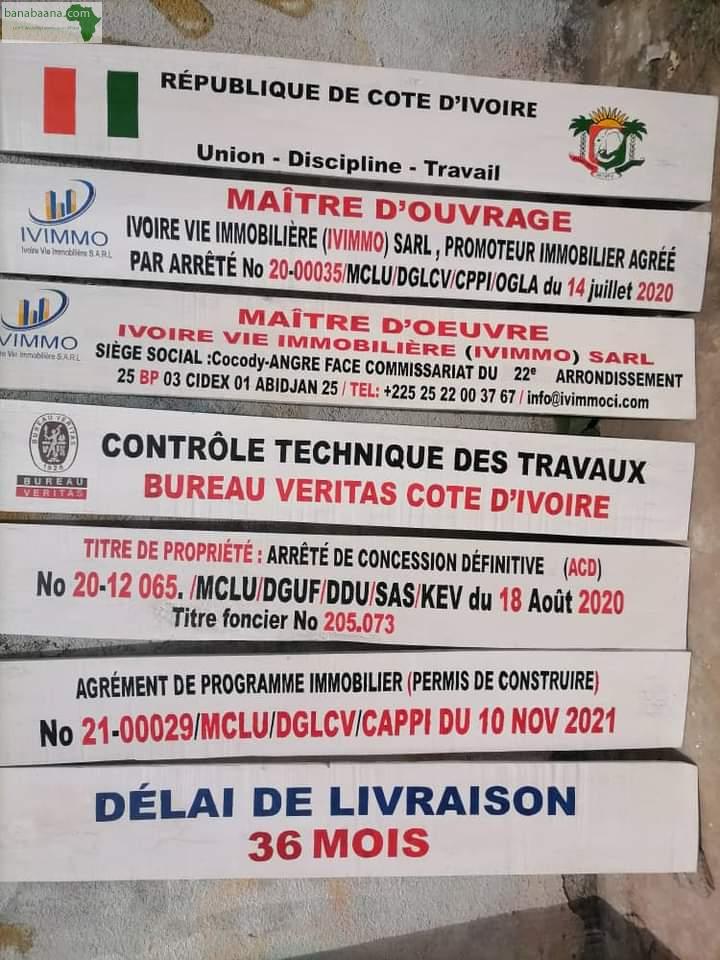 banabaana.com
RÉPUBLIQUE DE COTE D'IVOIRE
Union - Discipline - Travail
IVIMMO
Ivoire Vie Immobilière S.A.R.L
MAÎTRE D'OUVRAGE
IVOIRE VIE IMMOBILIÈRE (IVIMMO) SARL , PROMOTEUR IMMOBILIER AGRÉÉ
PAR ARRÊTÉ No 20-00035/MCLU/DGLCV/CPPI/OGLA du 14 juillet 2020
VIMMO
re Vie Immobilière S.A.R.L
MAÎTRE D'OEUVRE
IVOIRE VIE IMMOBILIÈRE (IVIMMO) SARL
SIÈGE SOCIAL :Cocody-ANGRE FACE COMMISSARIAT DU 22e ARRONDISSEMENT
25 BP 03 CIDEX 01 ABIDJAN 25 / TEL: +225 25 22 00 37 67 / info@ivimmoci.com
BUREAU VERITAS
1828
BUREAU
VERITAS
CONTRÔLE TECHNIQUE DES TRAVAUX
BUREAU VERITAS COTE D'IVOIRE
TITRE DE PROPRIÉTÉ : ARRÊTÉ DE CONCESSION DÉFINITIVE (ACD)
No 20-12 065. /MCLU/DGUF/DDU/SAS/KEV du 18 Août 2020
Titre foncier No 205.073
AGRÉMENT DE PROGRAMME IMMOBILIER (PERMIS DE CONSTRUIRE)
No 21-00029/MCLU/DGLCV/CAPPI DU 10 NOV 2021
DÉLAI DE LIVRAISON
36 MOIS